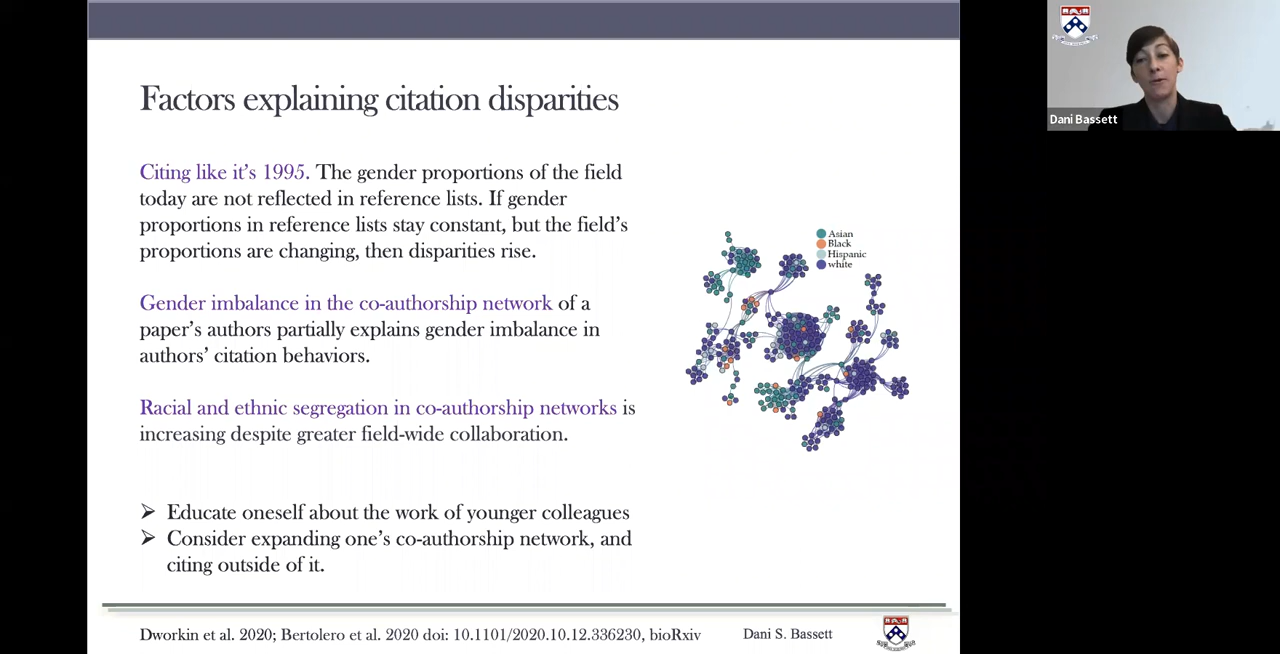 Factors explaining citation disparities
Citing like it's 1995. The gender proportions of the field
today are not reflected in reference lists. If gender
proportions in reference lists stay constant, but the field's
proportions are changing, then disparities rise.
Gender imbalance in the co-authorship network of a
paper's authors partially explains gender imbalance in
authors' citation behaviors.
Racial and ethnic segregation in co-authorship networks is
increasing despite greater field-wide collaboration.
Educate oneself about the work of younger colleagues
Consider expanding one's co-authorship network, and
citing outside of it.
Asian
Black
Hispanic
white
Dworkin et al. 2020; Bertolero et al. 2020 doi: 10.1101/2020.10.12.336230, bioRxiv
Dani S. Bassett
Dani Bassett